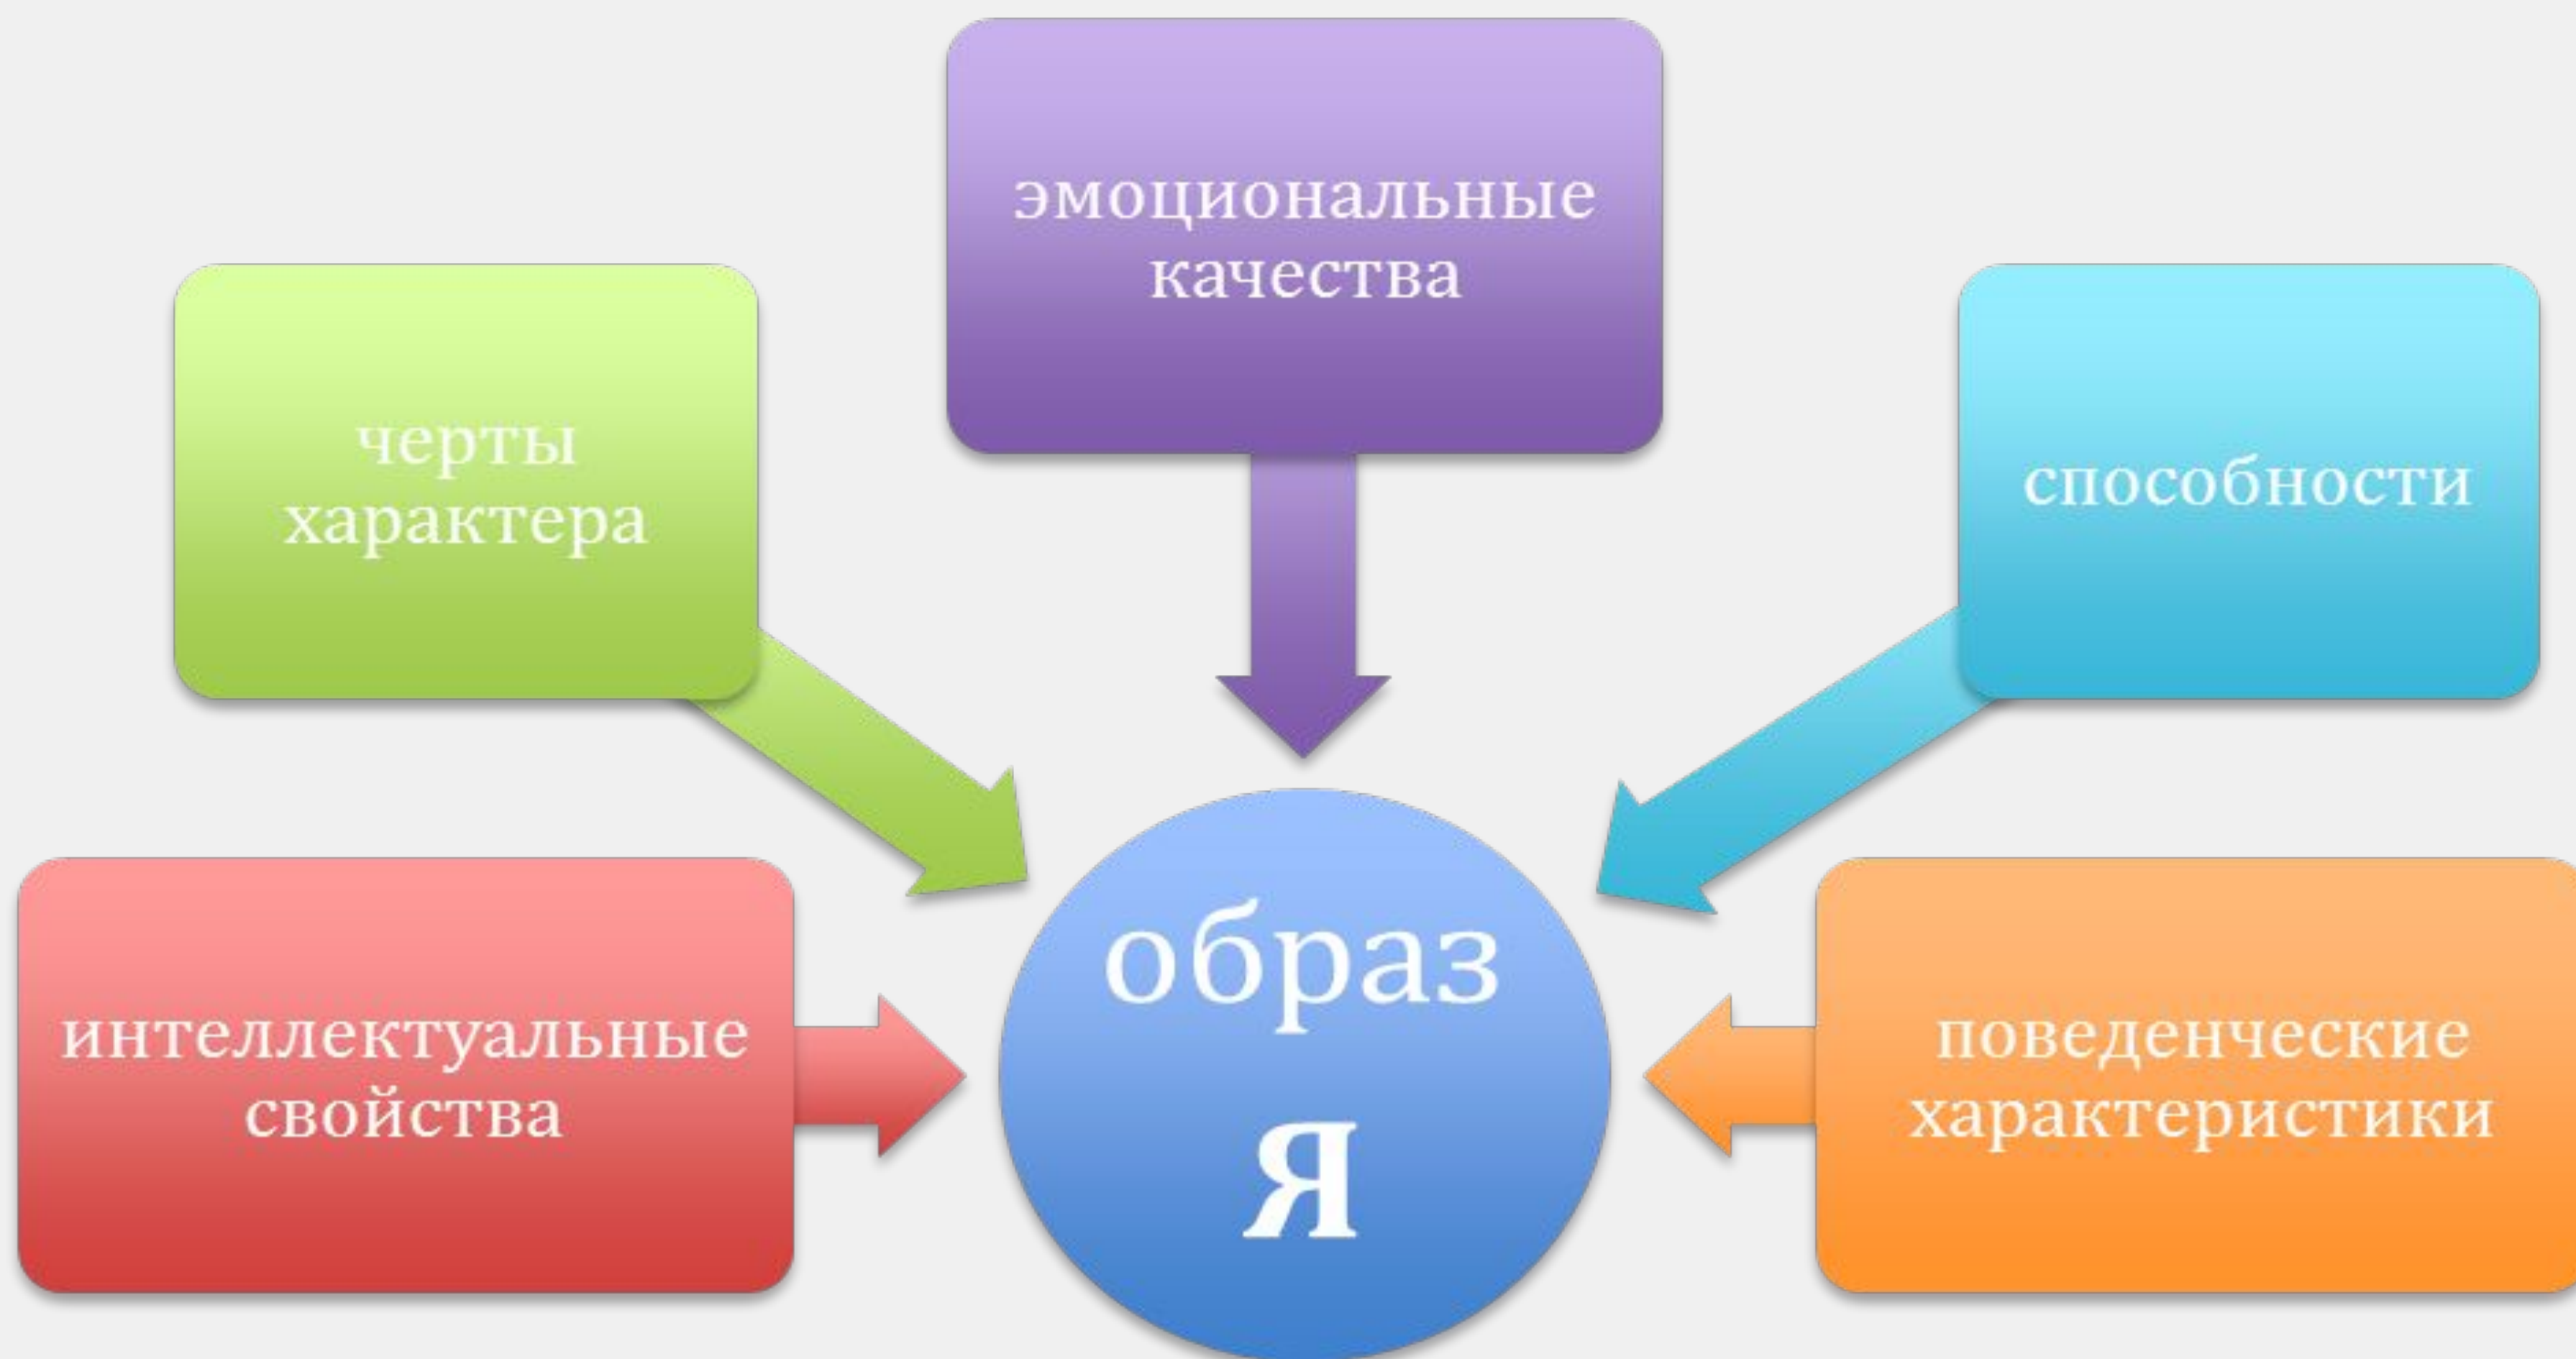 эмоциональные
качества
черты
характера
способности
интеллектуальные
свойства
образ
Я
поведенческие
характеристики